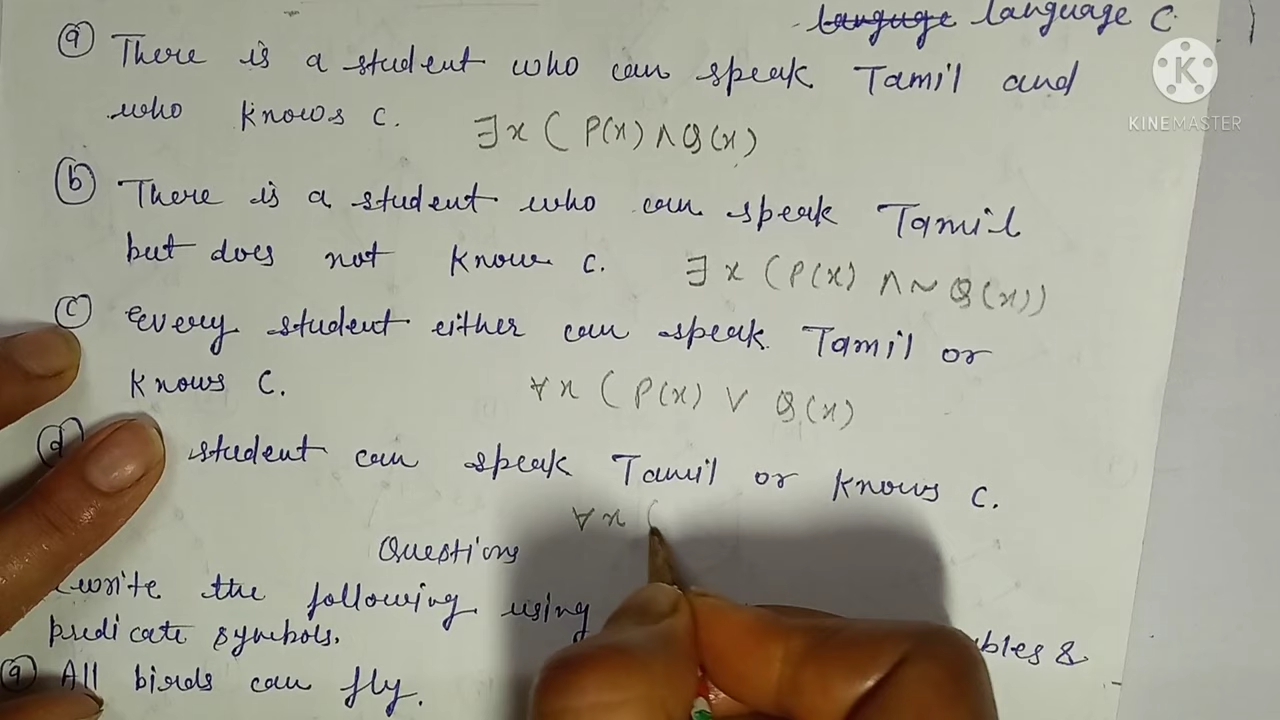 languge language C
K
KINEMASTER
(a) There is a student who can speak Tamil and
who knows C. ∃x (P(x) ∧ Q(x)
(b) There is a student who can speak Tamil
but does not know C. ∃x (P(x) ∧ ~ Q(x))
(c) Every student either can speak Tamil or
knows C. ∀x (P(x) ∨ Q(x)
(d) student can speak Tamil or knows C.
∀x (
Questions
write the following using &
predicate symbols.
(a) All birds can fly.